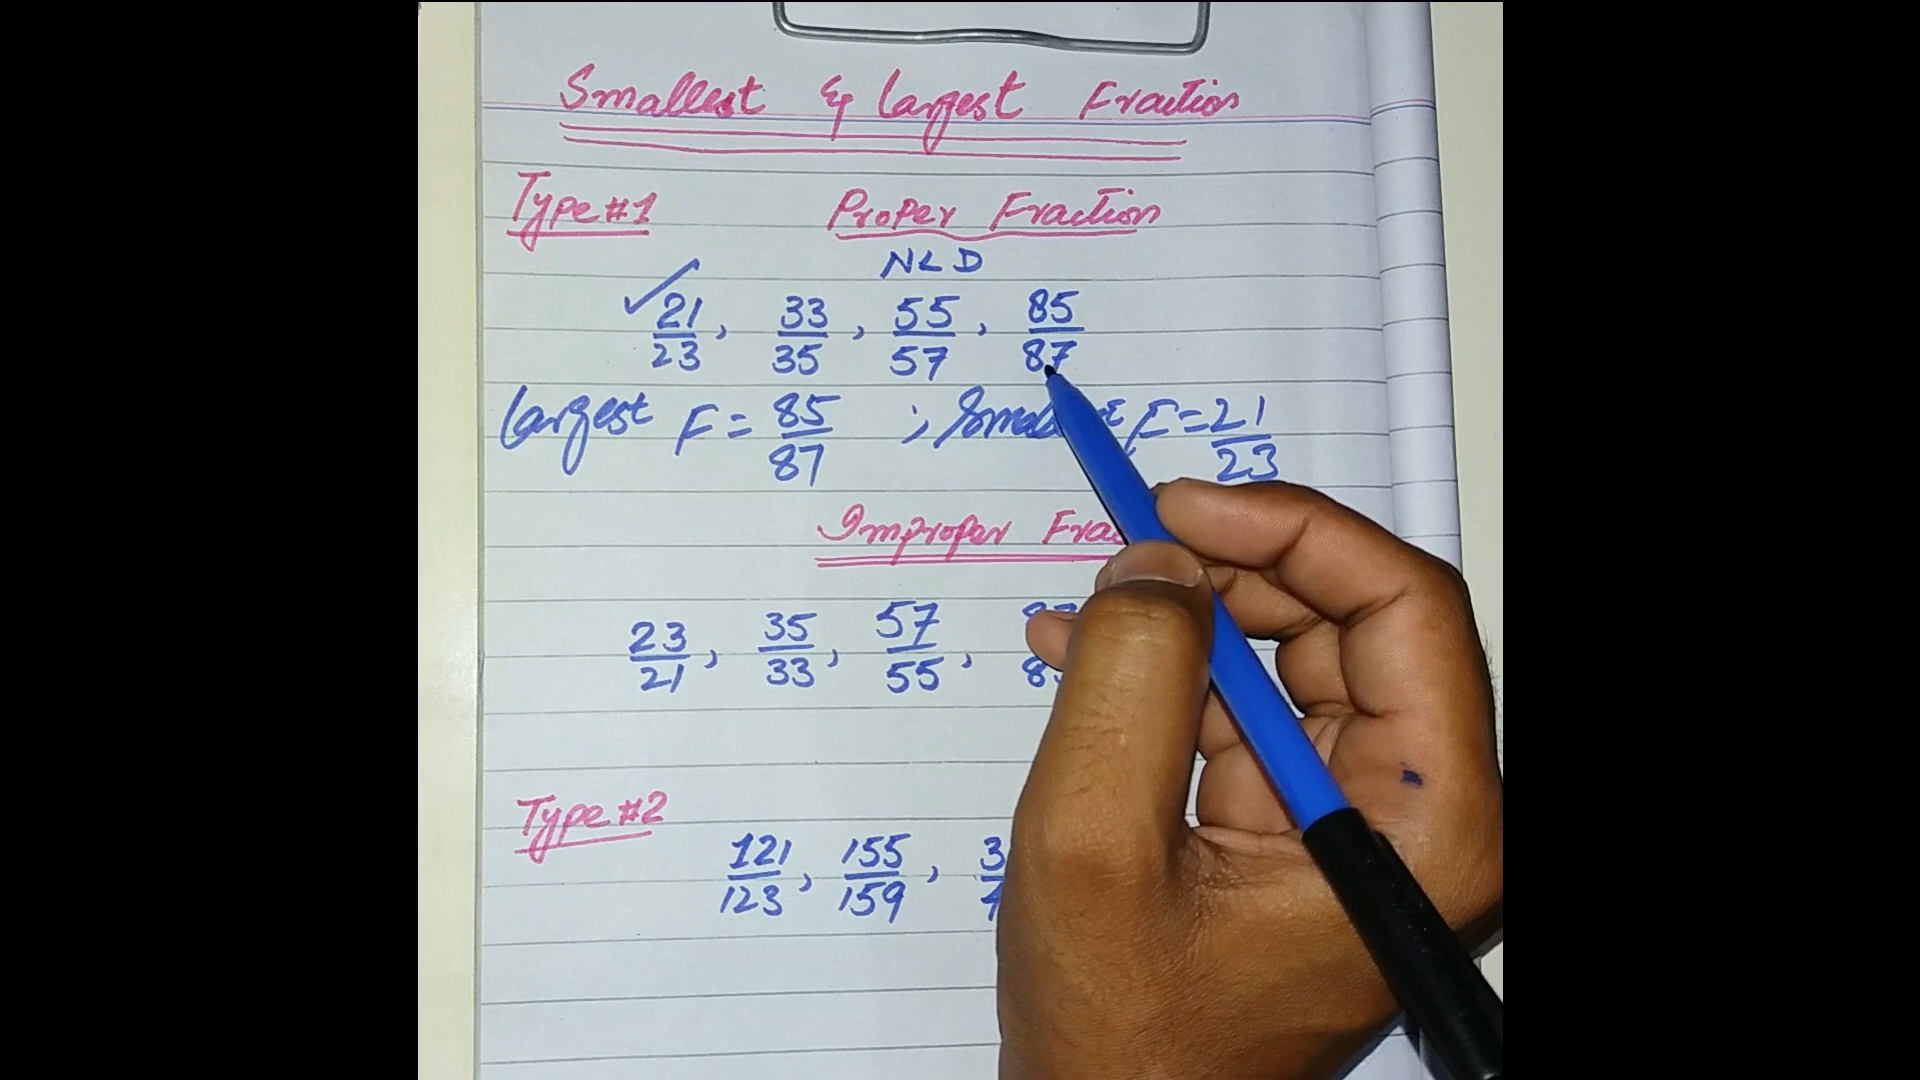 Smallest & Largest Fraction
Type #1 Proper Fraction
N < D
21/23, 33/35, 55/57, 85/87
Largest F = 85/87 ; F = 21/23
Improper
23/21, 35/33, 57/55,
Type #2
121/123, 155/159,